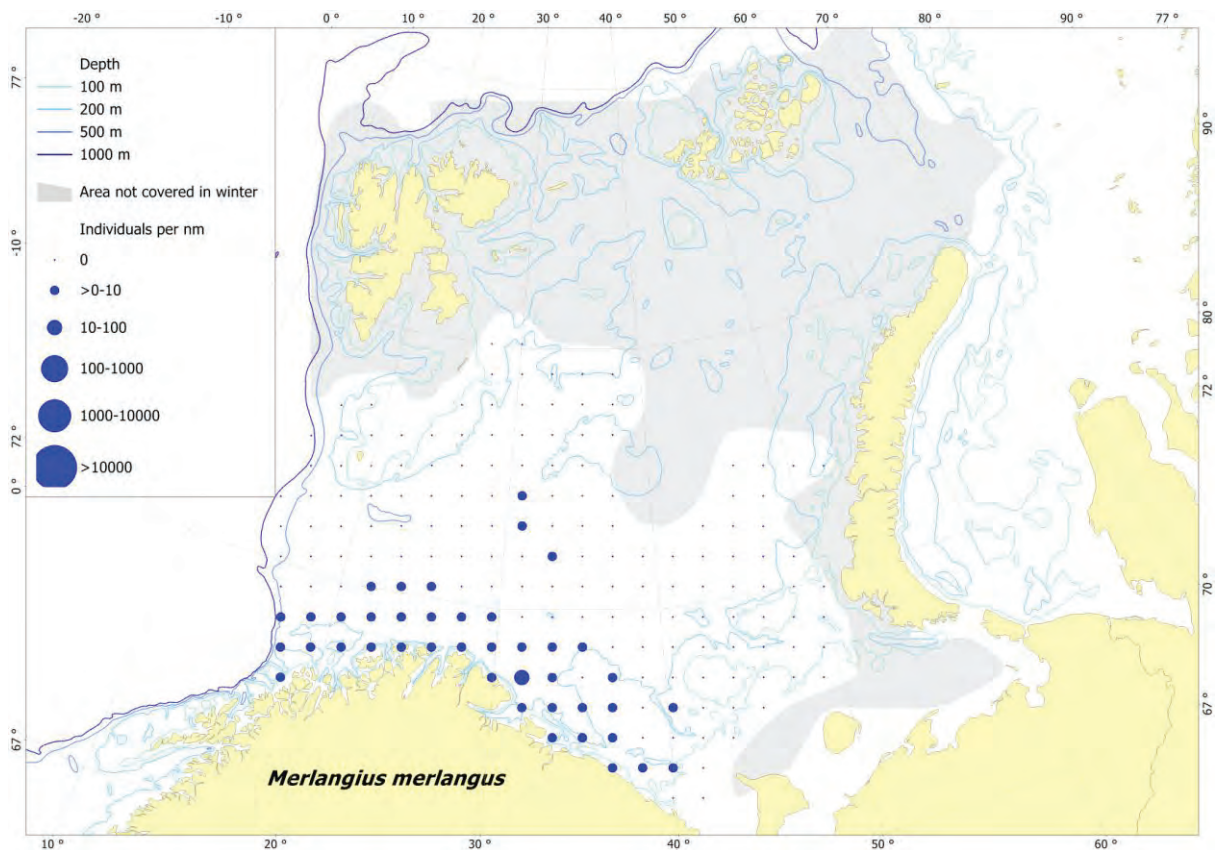 -20 ° -10 ° 0 ° 10 ° 20 ° 30 ° 40 ° 50 ° 60 ° 70 ° 80 ° 90 ° 77 °
Depth
100 m
200 m
500 m
1000 m
Area not covered in winter
Individuals per nm
0
>0-10
10-100
100-1000
1000-10000
>10000
77 °
-10 °
72 °
0 °
67 °
90 °
80 °
72 °
70 °
67 °
Merlangius merlangus
10 ° 20 ° 30 ° 40 ° 50 ° 60 °